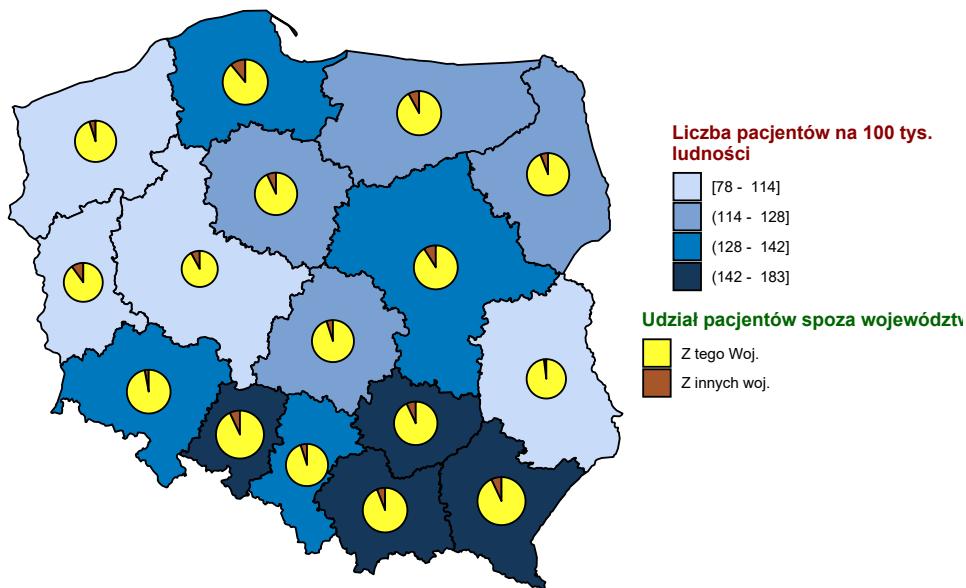 Liczba pacjentów na 100 tys.
ludności
[78 - 114]
(114 - 128]
(128 - 142]
(142 - 183]
Udział pacjentów spoza województw
Z tego Woj.
Z innych woj.